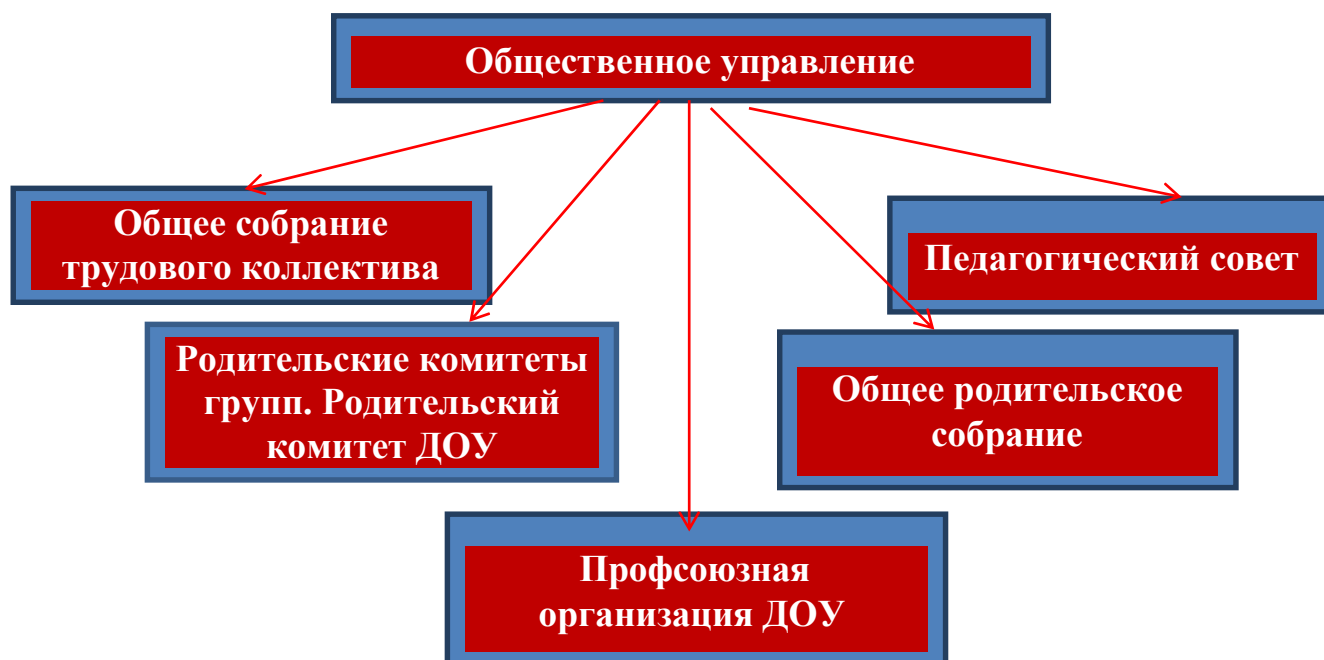 Общественное управление
Общее собрание
трудового коллектива
Педагогический совет
Родительские комитеты
групп. Родительский
комитет ДОУ
Общее родительское
собрание
Профсоюзная
организация ДОУ